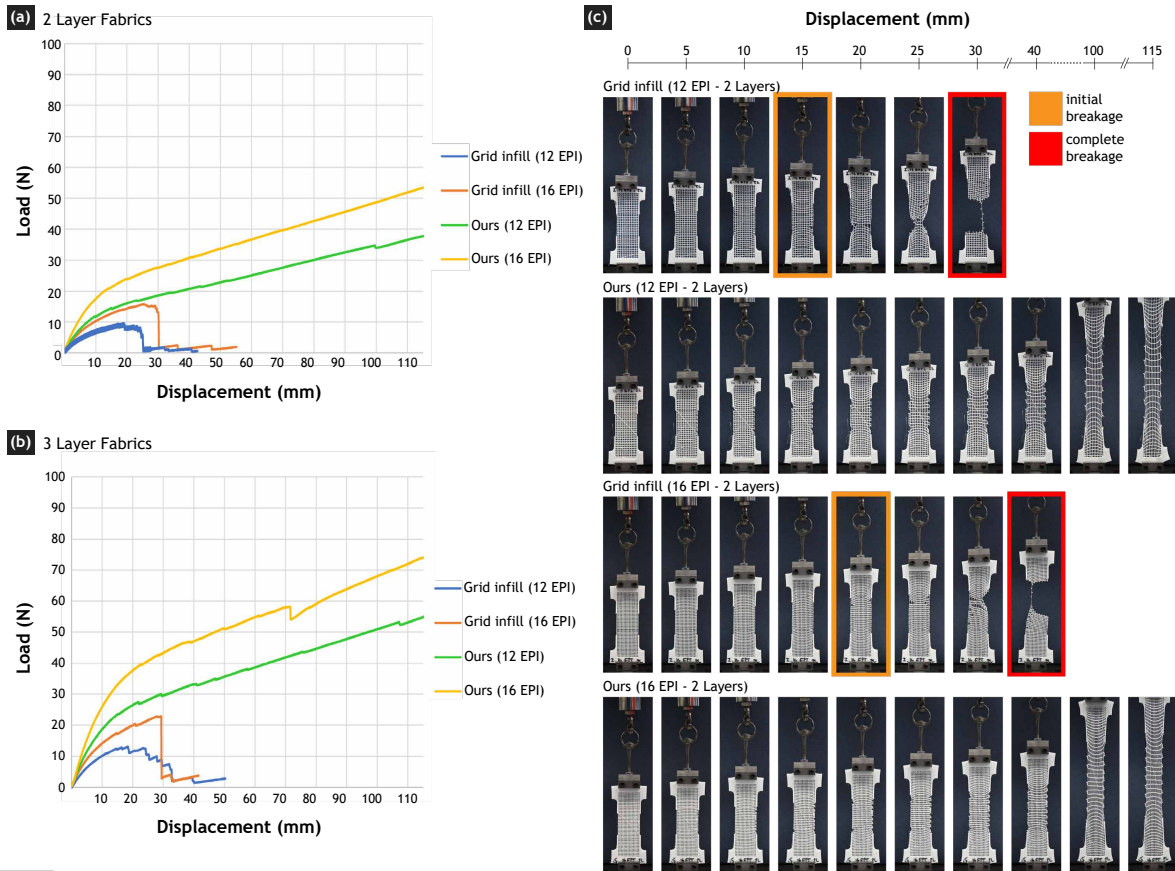 (a) 2 Layer Fabrics
100
90
80
70
60
50
40
30
20
10
0
Load (N)
10 20 30 40 50 60 70 80 90 100 110
Displacement (mm)
Grid infill (12 EPI)
Grid infill (16 EPI)
Ours (12 EPI)
Ours (16 EPI)
(b) 3 Layer Fabrics
100
90
80
70
60
50
40
30
20
10
0
Load (N)
10 20 30 40 50 60 70 80 90 100 110
Displacement (mm)
Grid infill (12 EPI)
Grid infill (16 EPI)
Ours (12 EPI)
Ours (16 EPI)
(c) Displacement (mm)
0 5 10 15 20 25 30 40 100 115
Grid infill (12 EPI - 2 Layers)
initial
breakage
complete
breakage
Ours (12 EPI - 2 Layers)
Grid infill (16 EPI - 2 Layers)
Ours (16 EPI - 2 Layers)